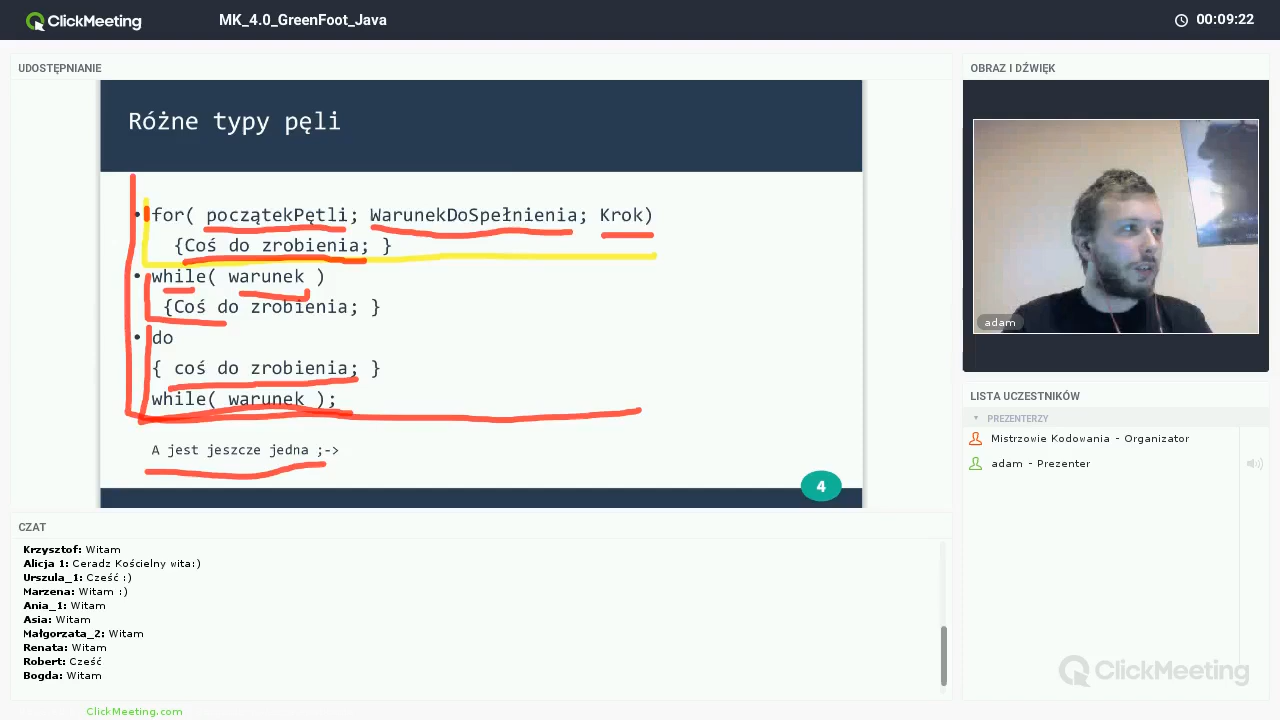 ClickMeeting
MK_4.0_GreenFoot_Java
00:09:22
UDOSTĘPNIANIE
Różne typy pęli
• for( początekPętli; WarunekDoSpełnienia; Krok)
{Coś do zrobienia; }
• while( warunek )
{Coś do zrobienia; }
• do
{ coś do zrobienia; }
while( warunek );
A jest jeszcze jedna ;->
4
OBRAZ I DŹWIĘK
adam
LISTA UCZESTNIKÓW
PREZENTERZY
Mistrzowie Kodowania - Organizator
adam - Prezenter
CZAT
Krzysztof: Witam
Alicja 1: Ceradz Kościelny wita:)
Urszula_1: Cześć :)
Marzena: Witam :)
Ania_1: Witam
Asia: Witam
Małgorzata_2: Witam
Renata: Witam
Robert: Cześć
Bogda: Witam
ClickMeeting
ClickMeeting.com